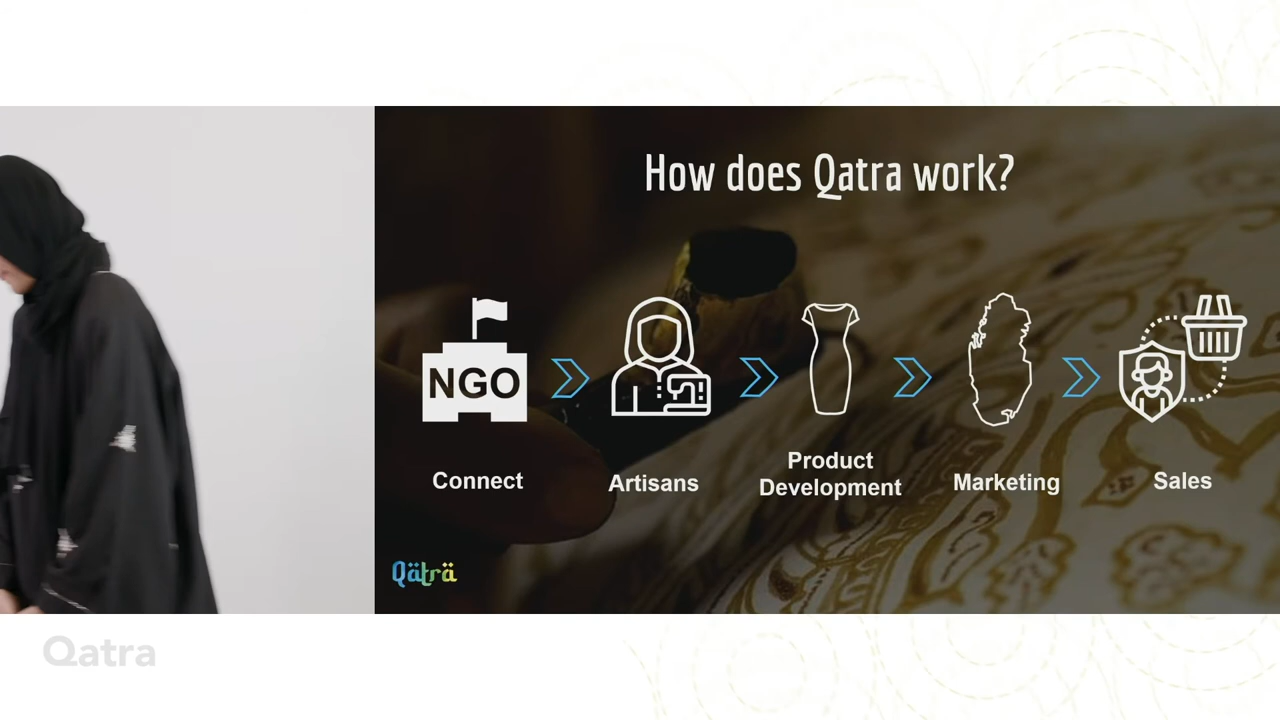 How does Qatra work?
NGO
Connect
Artisans
Product
Development
Marketing
Sales
Qäträ
Qatra